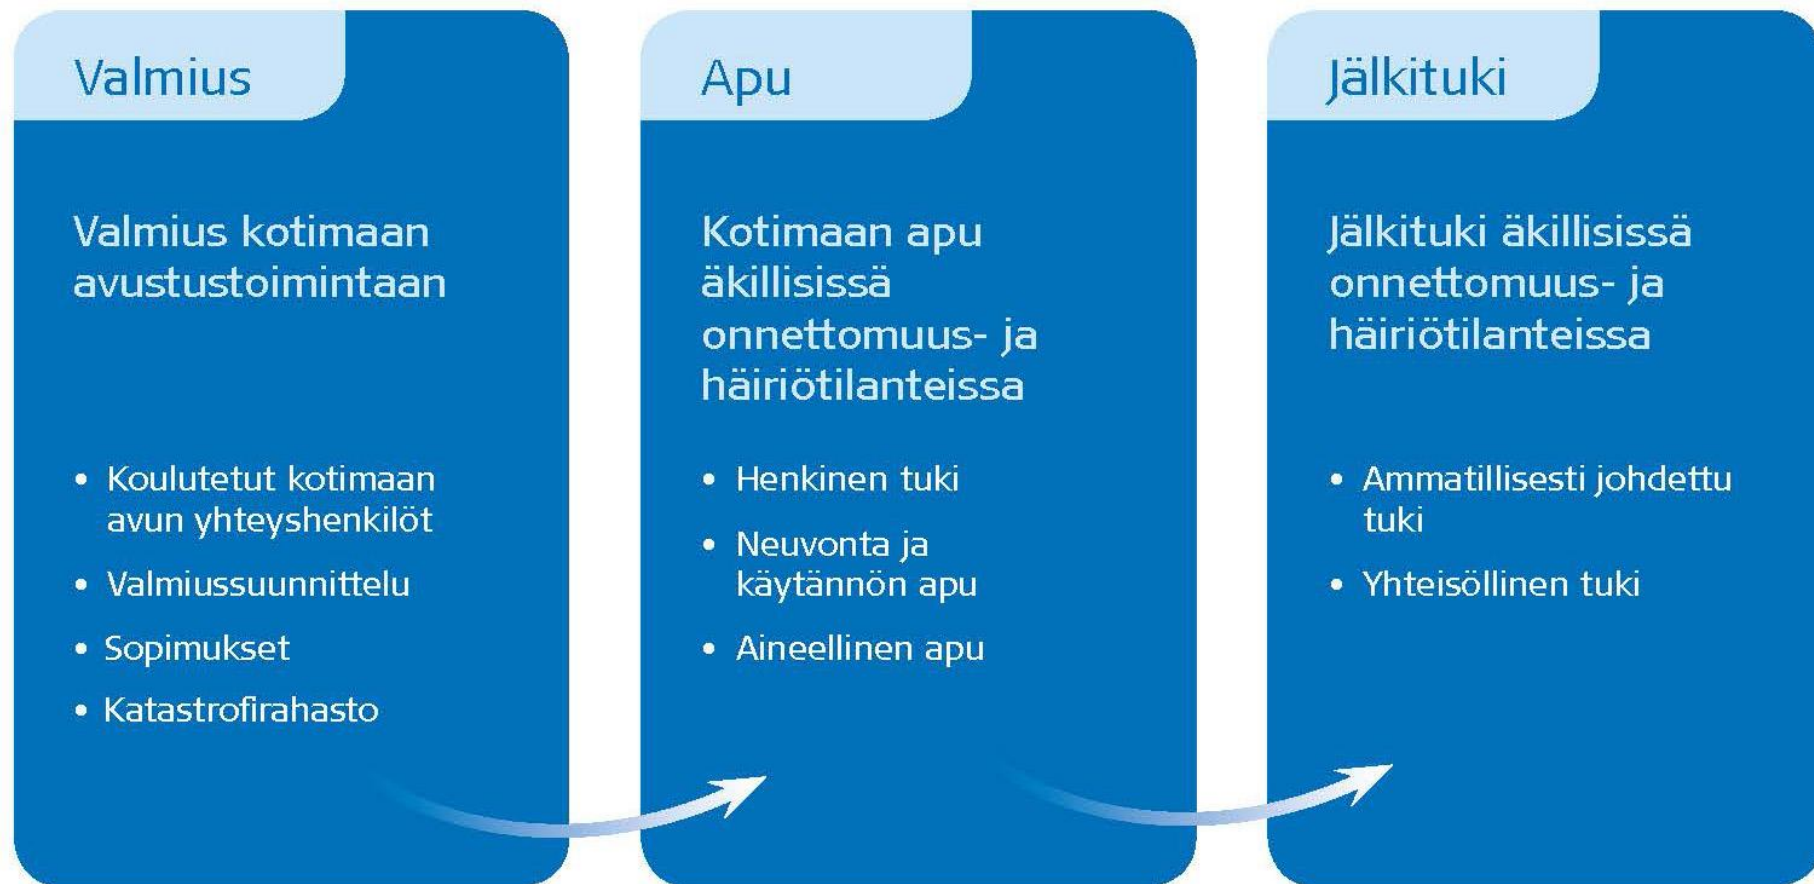 Valmius
Valmius kotimaan
avustustoimintaan
• Koulutetut kotimaan
avun yhteyshenkilöt
• Valmiussuunnittelu
• Sopimukset
• Katastrofirahasto
Apu
Kotimaan apu
äkillisissä
onnettomuus- ja
häiriötilanteissa
• Henkinen tuki
• Neuvonta ja
käytännön apu
• Aineellinen apu
Jälkituki
Jälkituki äkillisissä
onnettomuus- ja
häiriötilanteissa
• Ammatillisesti johdettu
tuki
• Yhteisöllinen tuki